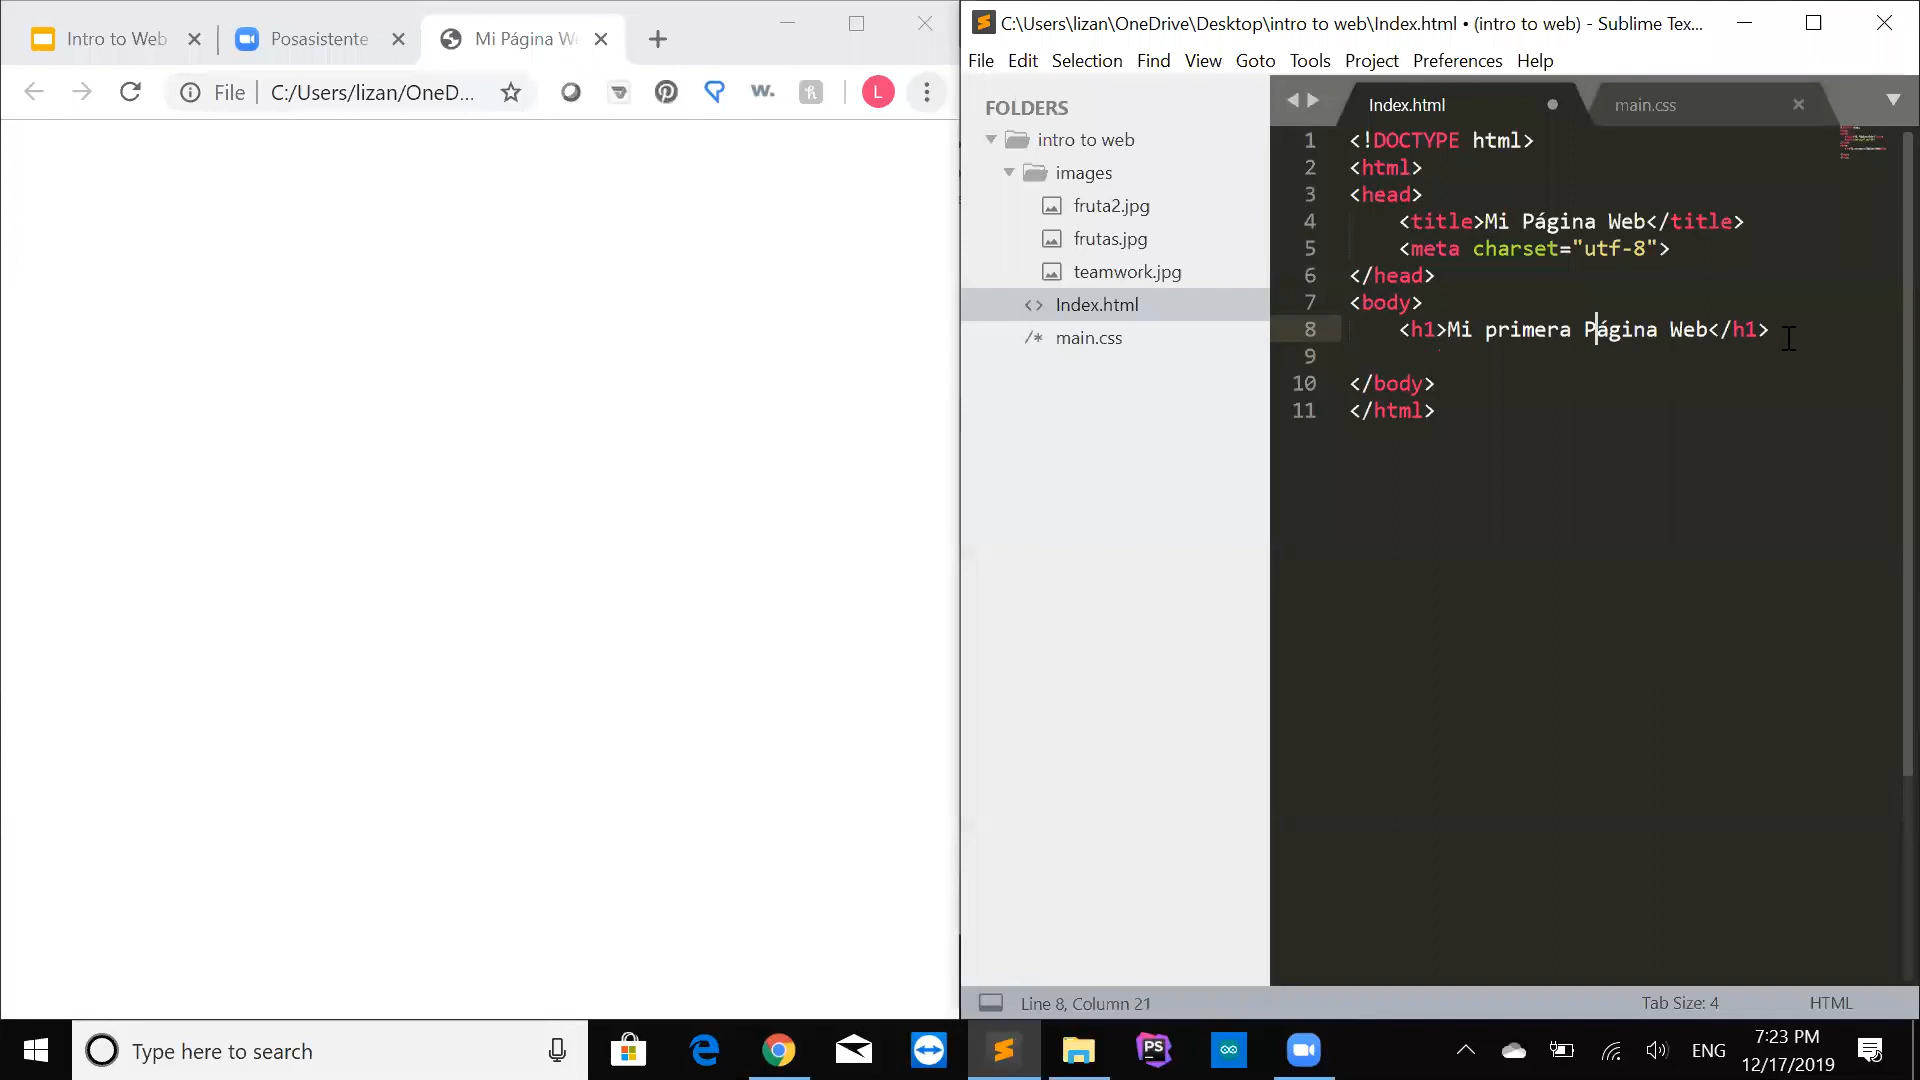 Intro to Web
Posasistente
Mi Página We
File
C:/Users/lizan/OneD...
w.
h
L
C:\Users\lizan\OneDrive\Desktop\intro to web\Index.html • (intro to web) - Sublime Tex...
File Edit Selection Find View Goto Tools Project Preferences Help
FOLDERS
intro to web
images
fruta2.jpg
frutas.jpg
teamwork.jpg
<> Index.html
/* main.css
Index.html
main.css
1 <!DOCTYPE html>
2 <html>
3 <head>
4 <title>Mi Página Web</title>
5 <meta charset="utf-8">
6 </head>
7 <body>
8 <h1>Mi primera Página Web</h1>
9
10 </body>
11 </html>
Line 8, Column 21
Tab Size: 4
HTML
Type here to search
PS
ENG
7:23 PM
12/17/2019